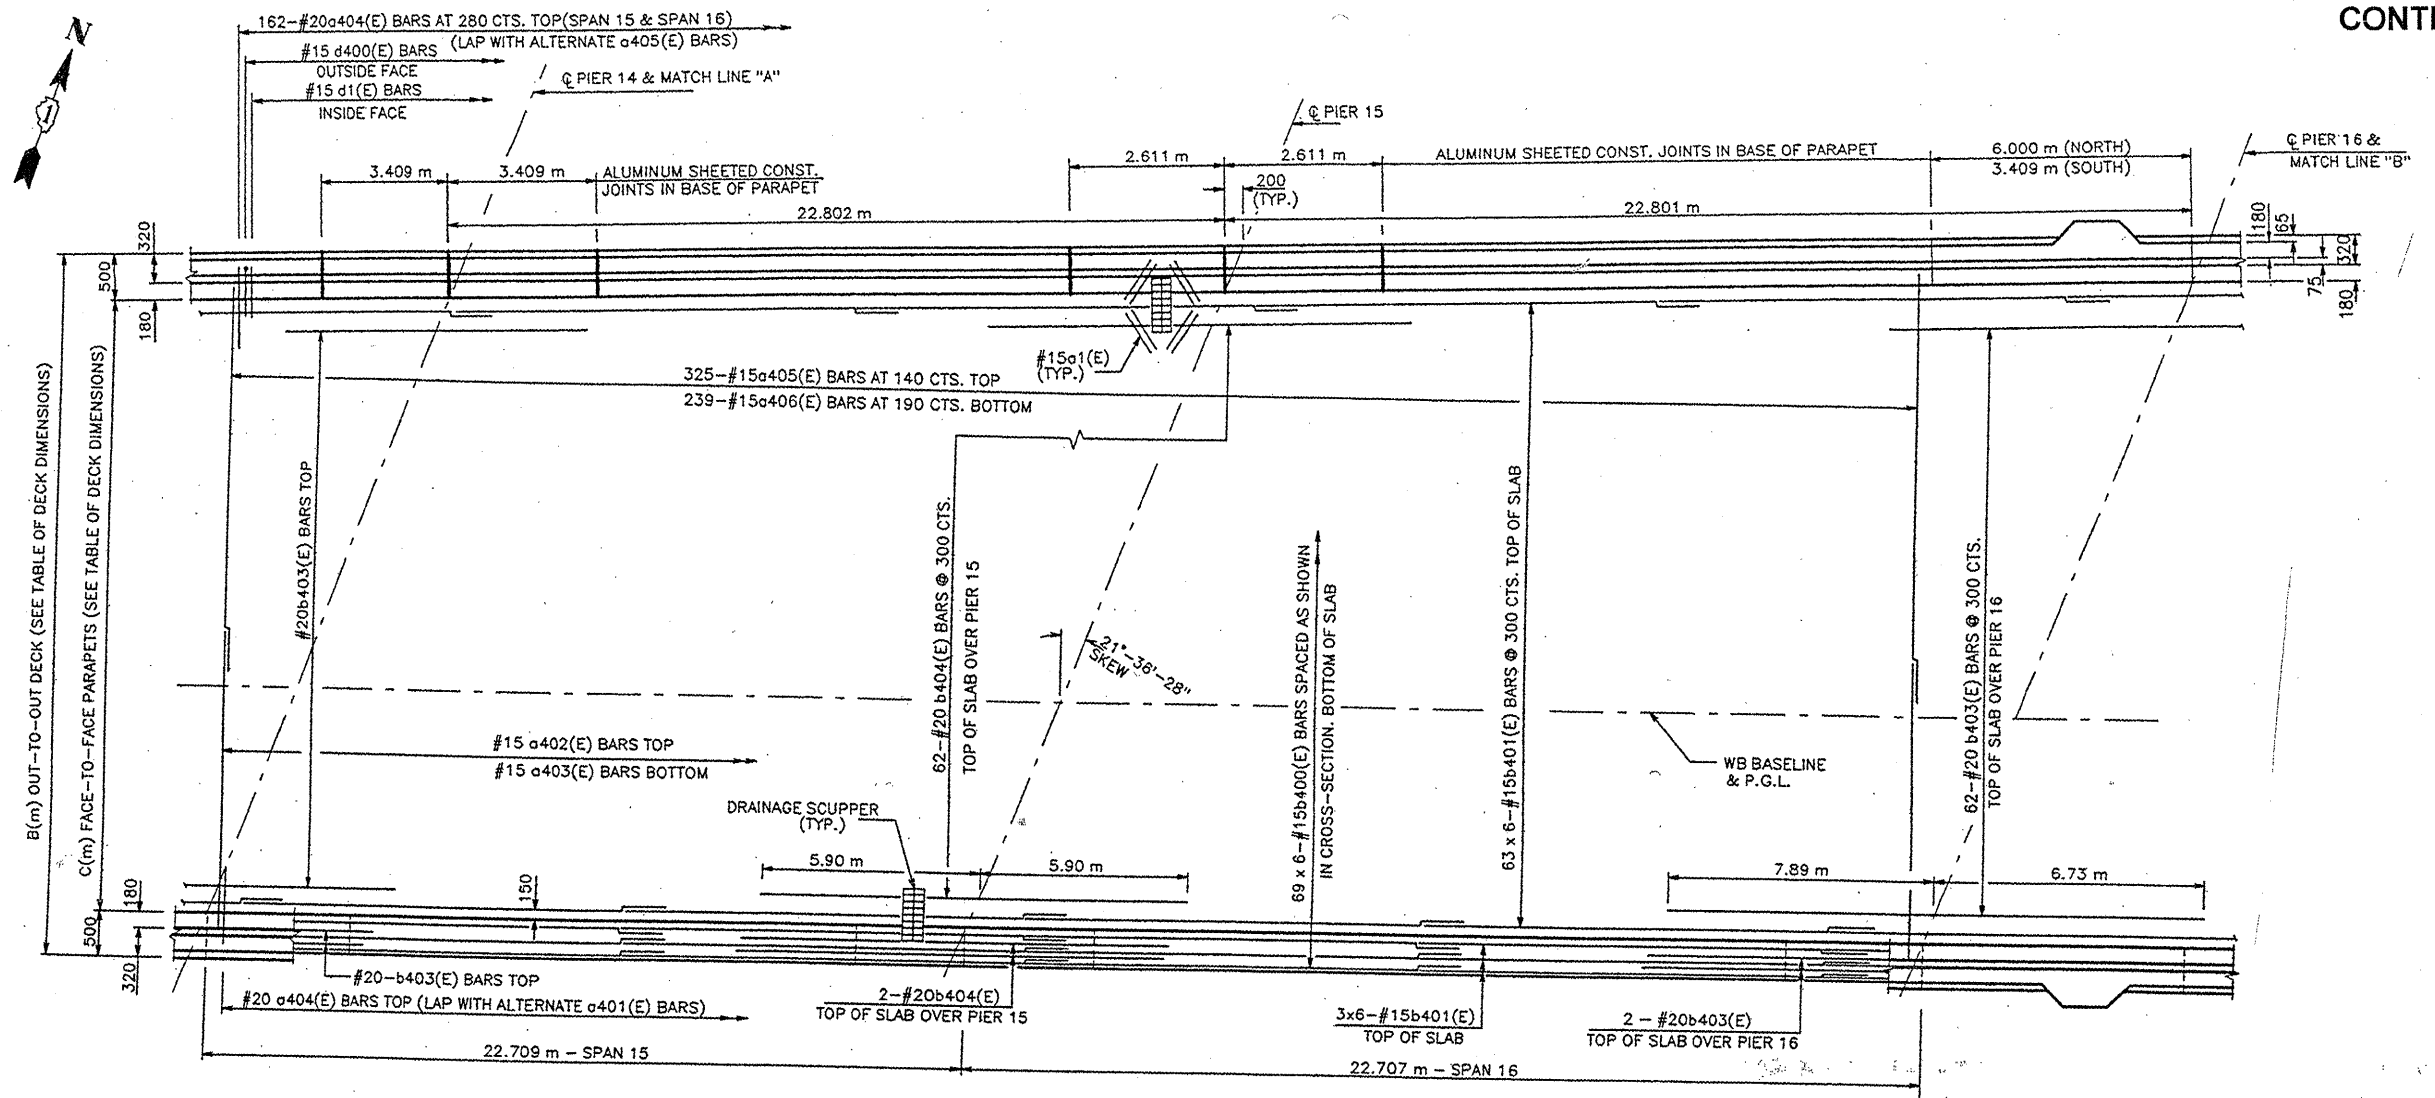 CONTI
N
1
162-#20a404(E) BARS AT 280 CTS. TOP(SPAN 15 & SPAN 16)
(LAP WITH ALTERNATE a405(E) BARS)
#15 d400(E) BARS
OUTSIDE FACE
#15 d1(E) BARS
INSIDE FACE
℄ PIER 14 & MATCH LINE "A"
℄ PIER 15
℄ PIER 16 &
MATCH LINE "B"
3.409 m
3.409 m
ALUMINUM SHEETED CONST.
JOINTS IN BASE OF PARAPET
2.611 m
2.611 m
ALUMINUM SHEETED CONST. JOINTS IN BASE OF PARAPET
6.000 m (NORTH)
3.409 m (SOUTH)
200
(TYP.)
22.802 m
22.801 m
320
500
180
180
65
320
75
180
#15a1(E)
(TYP.)
325-#15a405(E) BARS AT 140 CTS. TOP
239-#15a406(E) BARS AT 190 CTS. BOTTOM
B(m) OUT-TO-OUT DECK (SEE TABLE OF DECK DIMENSIONS)
C(m) FACE-TO-FACE PARAPETS (SEE TABLE OF DECK DIMENSIONS)
#20b403(E) BARS TOP
62-#20 b404(E) BARS @ 300 CTS.
TOP OF SLAB OVER PIER 15
21°-36'-28"
SKEW
69 x 6-#15b400(E) BARS SPACED AS SHOWN
IN CROSS-SECTION. BOTTOM OF SLAB
63 x 6-#15b401(E) BARS @ 300 CTS. TOP OF SLAB
62-#20 b403(E) BARS @ 300 CTS.
TOP OF SLAB OVER PIER 16
#15 a402(E) BARS TOP
#15 a403(E) BARS BOTTOM
WB BASELINE
& P.G.L.
DRAINAGE SCUPPER
(TYP.)
5.90 m
5.90 m
7.89 m
6.73 m
180
150
500
320
#20-b403(E) BARS TOP
#20 a404(E) BARS TOP (LAP WITH ALTERNATE a401(E) BARS)
2-#20b404(E)
TOP OF SLAB OVER PIER 15
3x6-#15b401(E)
TOP OF SLAB
2 - #20b403(E)
TOP OF SLAB OVER PIER 16
22.709 m - SPAN 15
22.707 m - SPAN 16